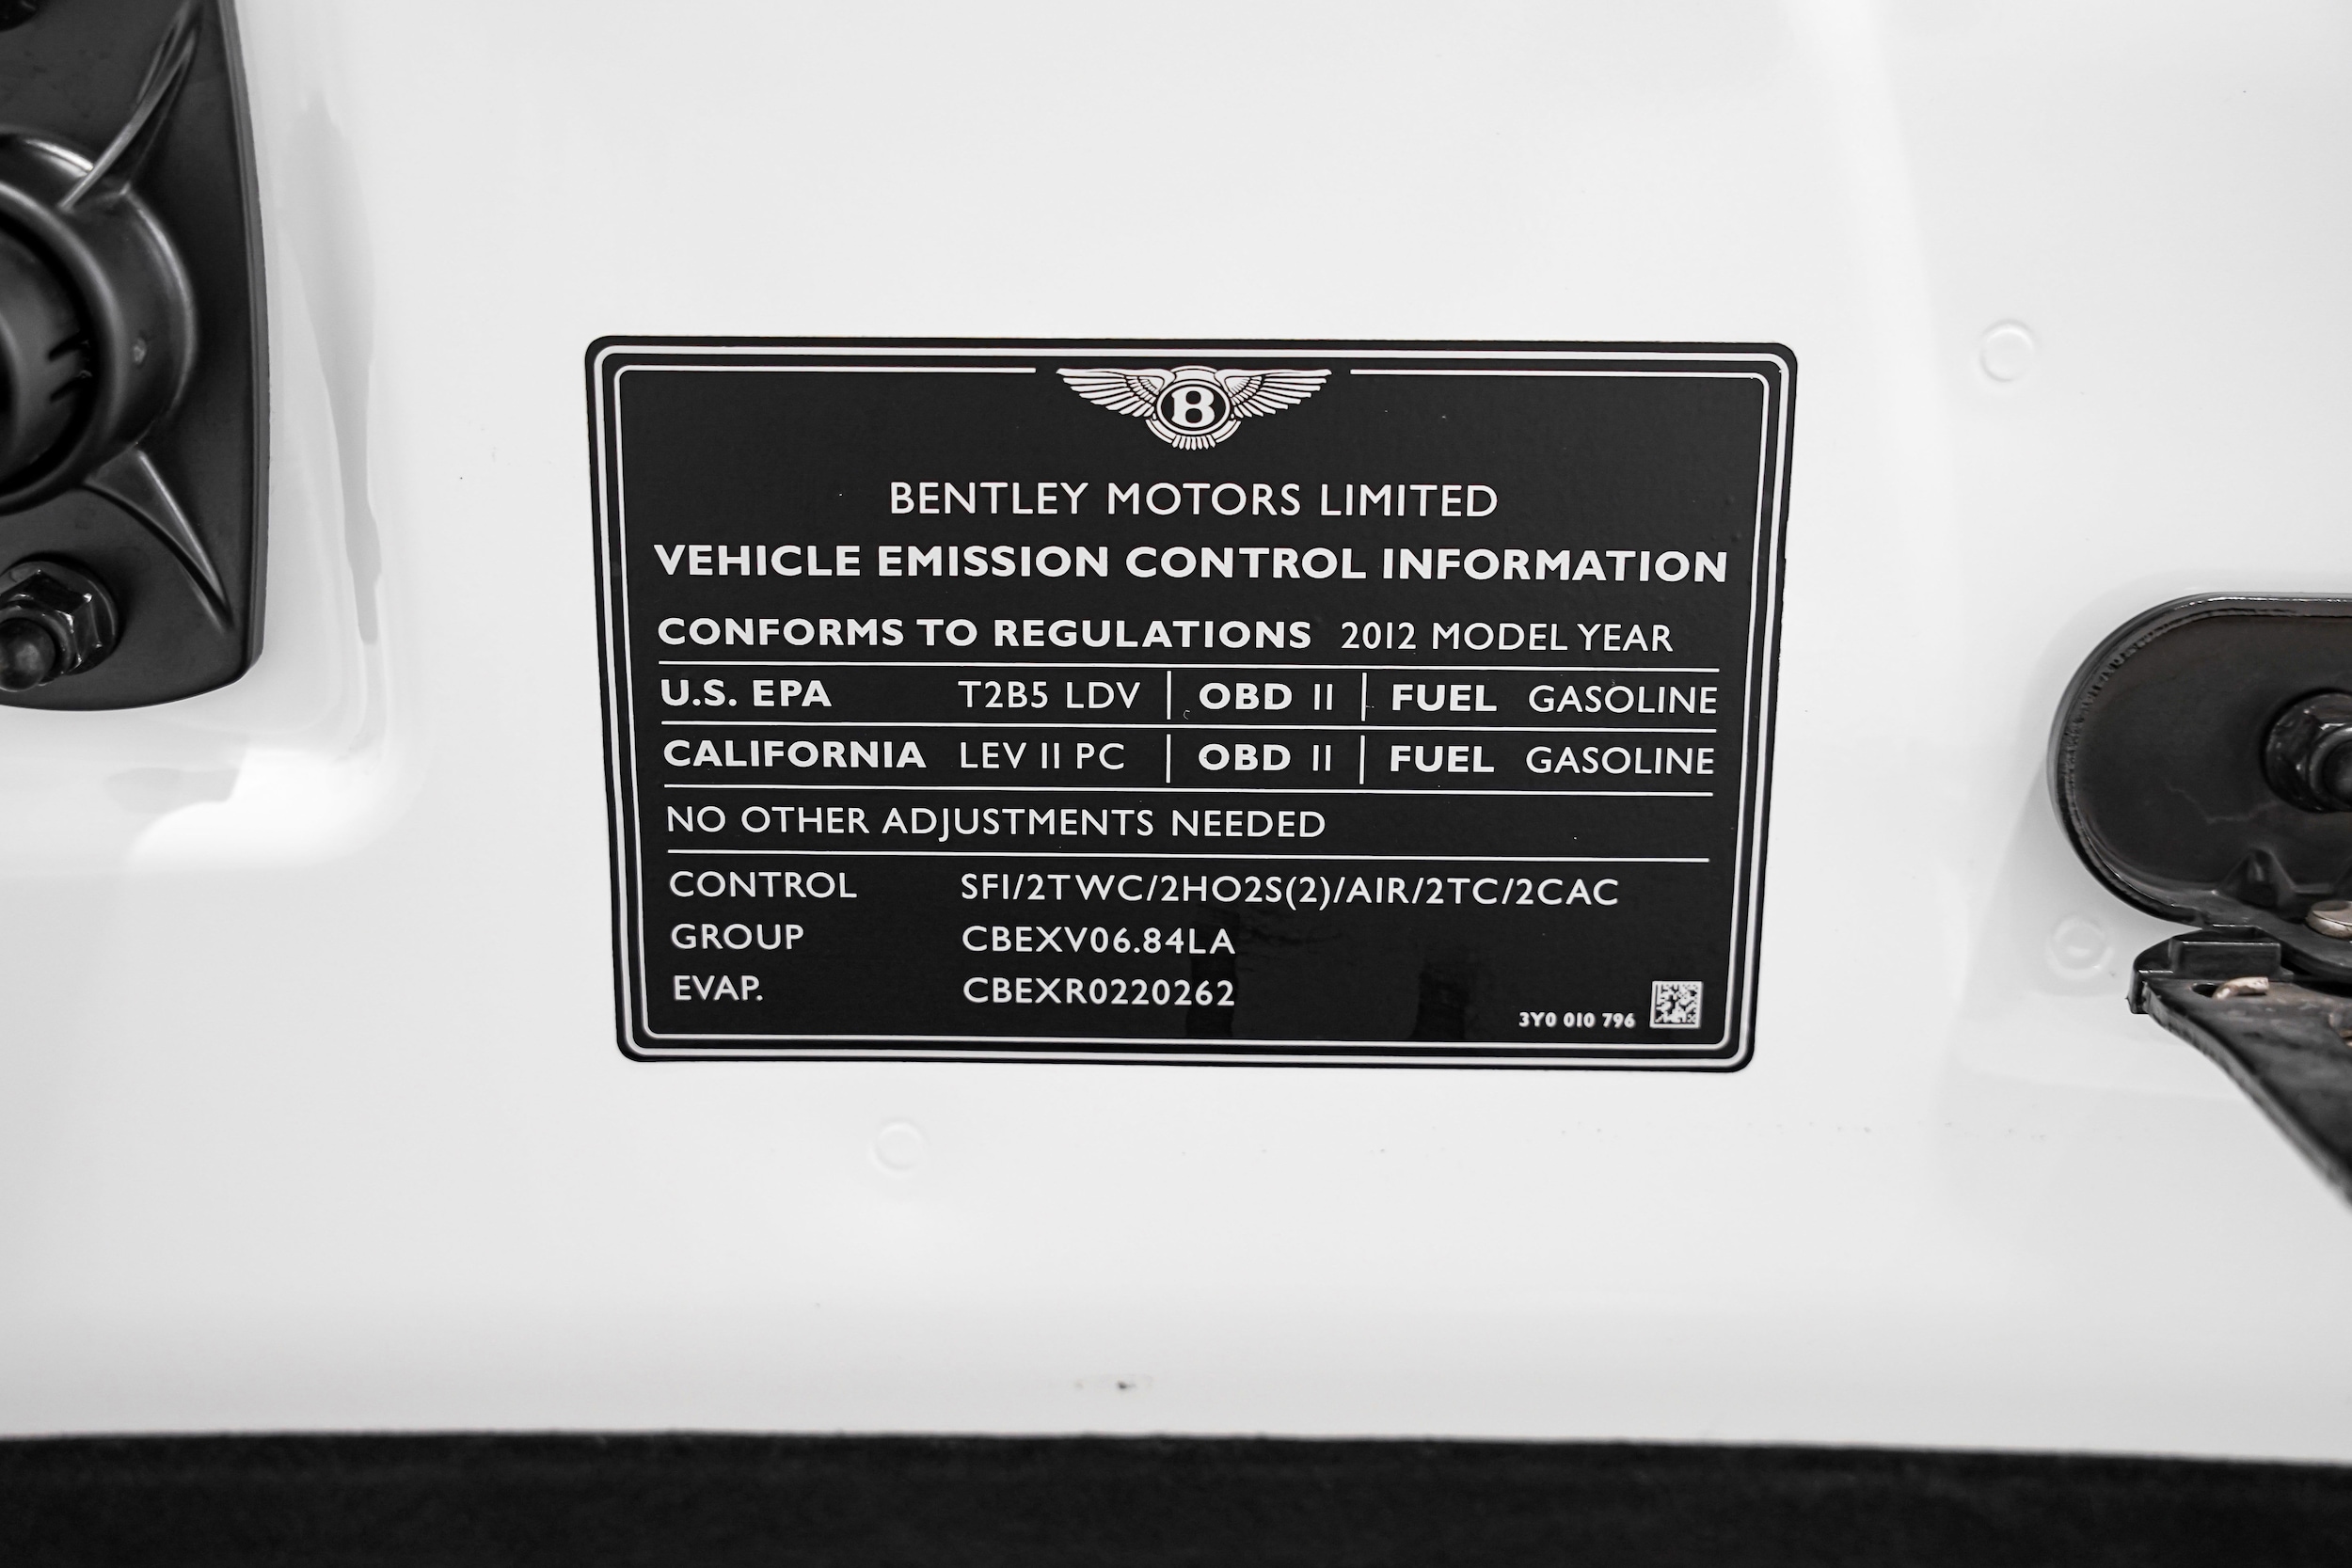 B
BENTLEY MOTORS LIMITED
VEHICLE EMISSION CONTROL INFORMATION
CONFORMS TO REGULATIONS 2012 MODEL YEAR
U.S. EPA T2B5 LDV | OBD II | FUEL GASOLINE
CALIFORNIA LEV II PC | OBD II | FUEL GASOLINE
NO OTHER ADJUSTMENTS NEEDED
CONTROL SFI/2TWC/2HO2S(2)/AIR/2TC/2CAC
GROUP CBEXV06.84LA
EVAP. CBEXR0220262
3Y0 010 796